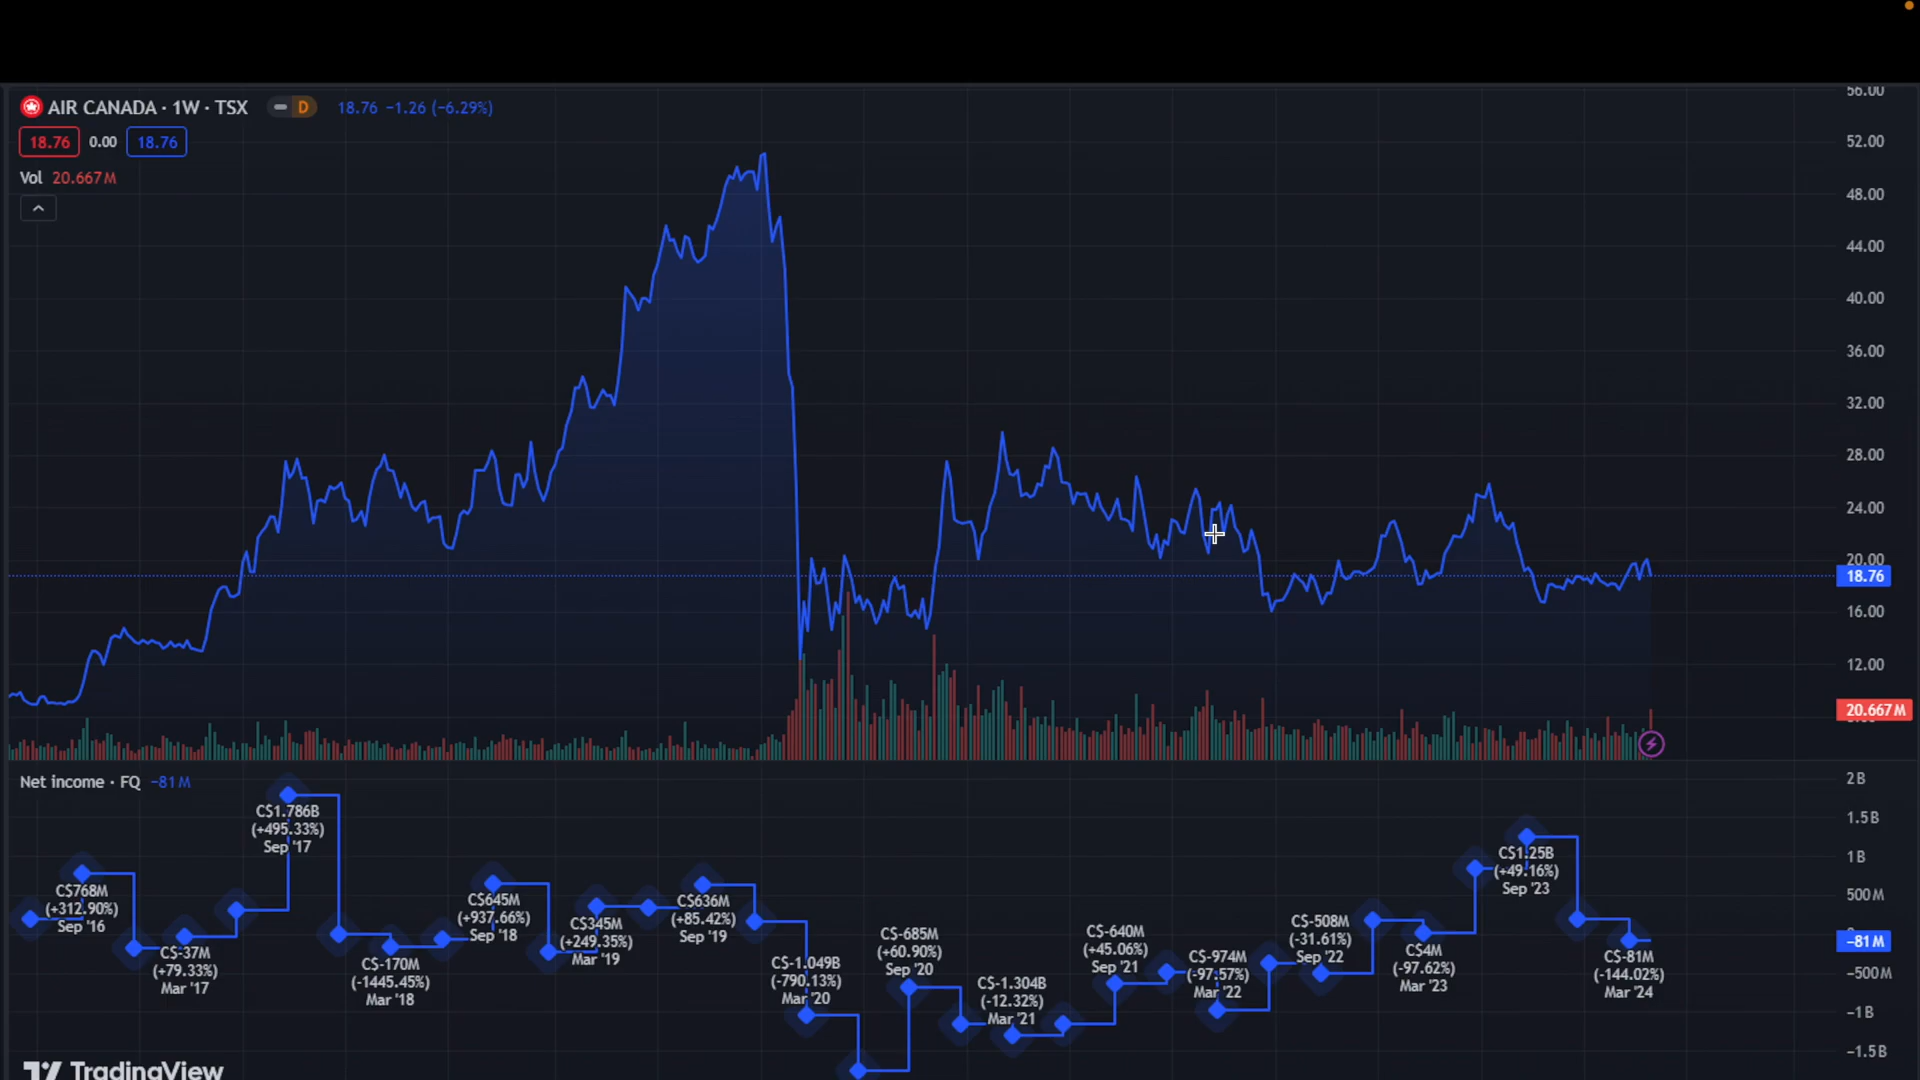 AIR CANADA · 1W · TSX
D
18.76 −1.26 (−6.29%)
18.76
0.00
18.76
Vol 20.667M
56.00
52.00
48.00
44.00
40.00
36.00
32.00
28.00
24.00
20.00
18.76
16.00
12.00
20.667M
Net income · FQ −81M
2B
1.5B
1B
500M
−81M
−500M
−1B
−1.5B
C$768M
(+312.90%)
Sep '16
C$-37M
(+79.33%)
Mar '17
C$1.786B
(+495.33%)
Sep '17
C$-170M
(-1445.45%)
Mar '18
C$645M
(+937.66%)
Sep '18
C$345M
(+249.35%)
Mar '19
C$636M
(+85.42%)
Sep '19
C$-1.049B
(-790.13%)
Mar '20
C$-685M
(+60.90%)
Sep '20
C$-1.304B
(-12.32%)
Mar '21
C$-640M
(+45.06%)
Sep '21
C$-974M
(-97.57%)
Mar '22
C$-508M
(-31.61%)
Sep '22
C$4M
(-97.62%)
Mar '23
C$1.25B
(+49.16%)
Sep '23
C$-81M
(-144.02%)
Mar '24
TradingView